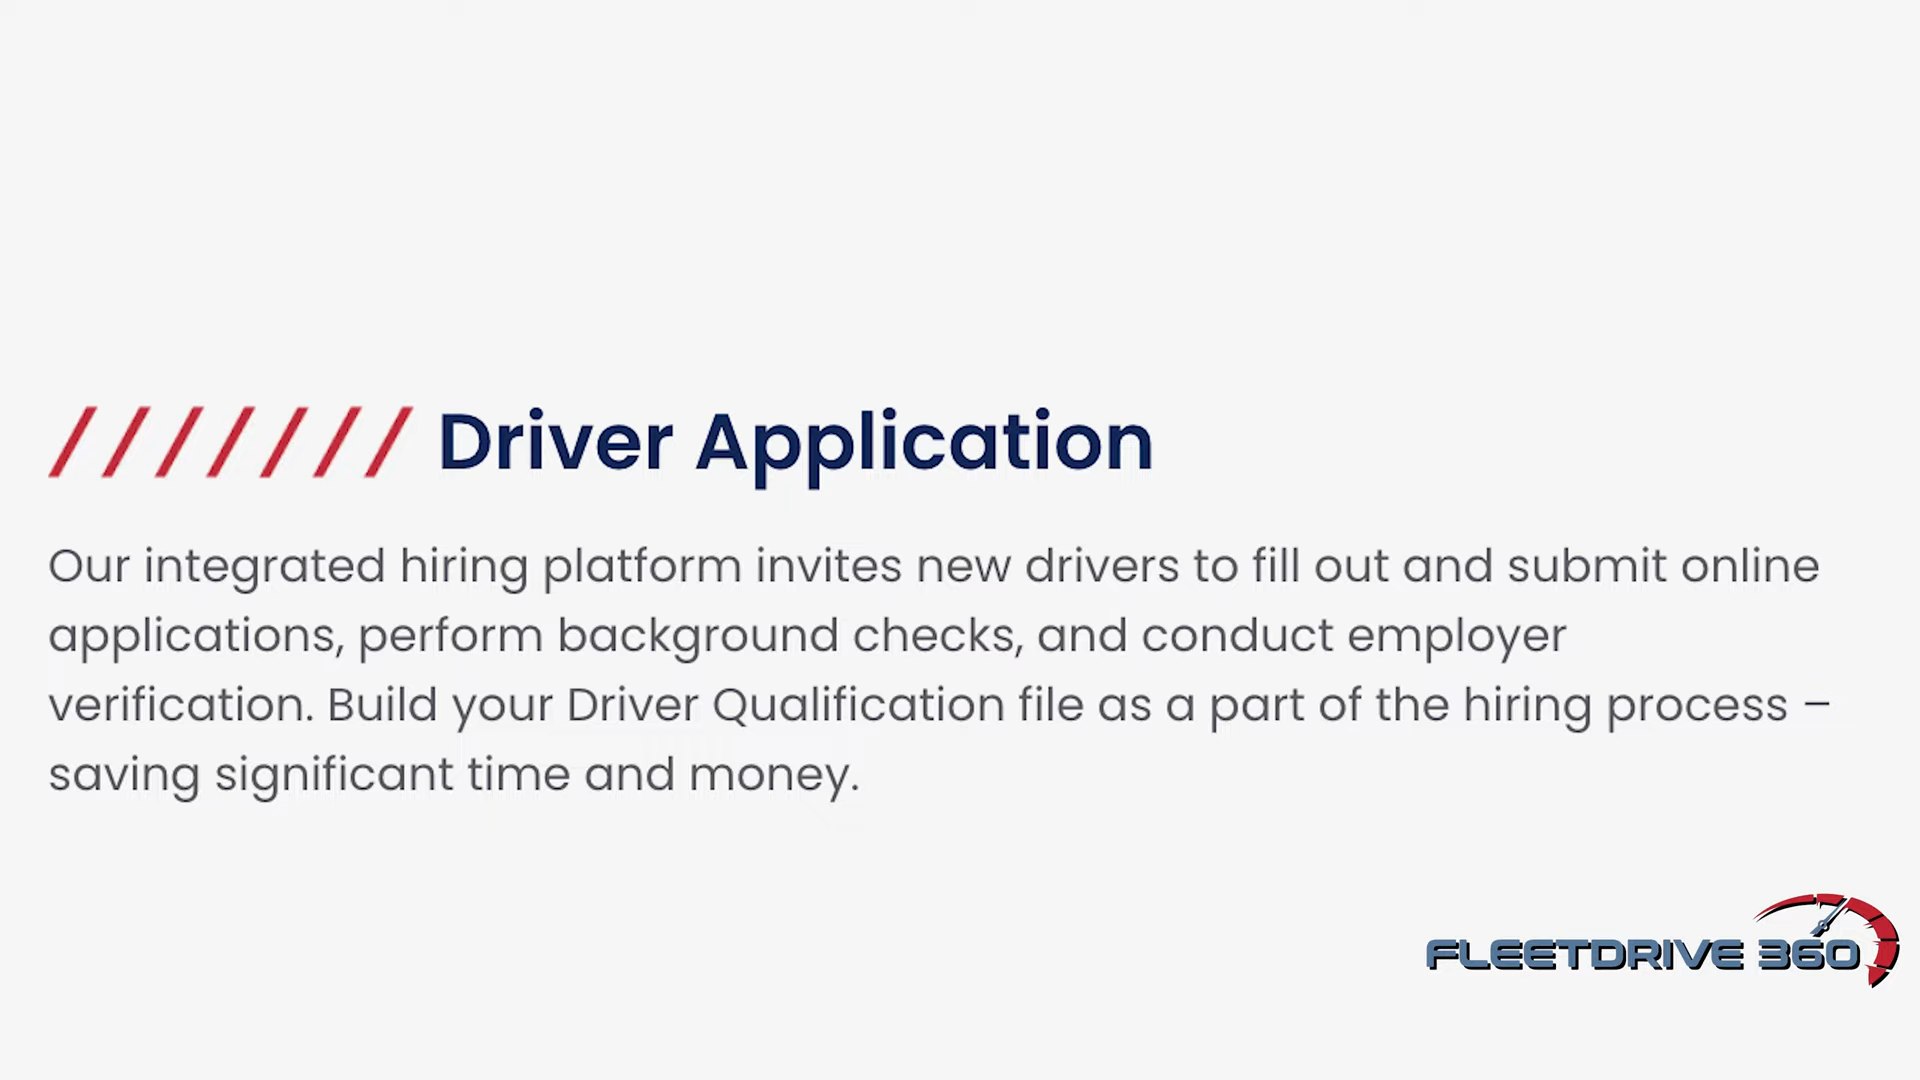 /////// Driver Application
Our integrated hiring platform invites new drivers to fill out and submit online
applications, perform background checks, and conduct employer
verification. Build your Driver Qualification file as a part of the hiring process –
saving significant time and money.
FLEETDRIVE 360